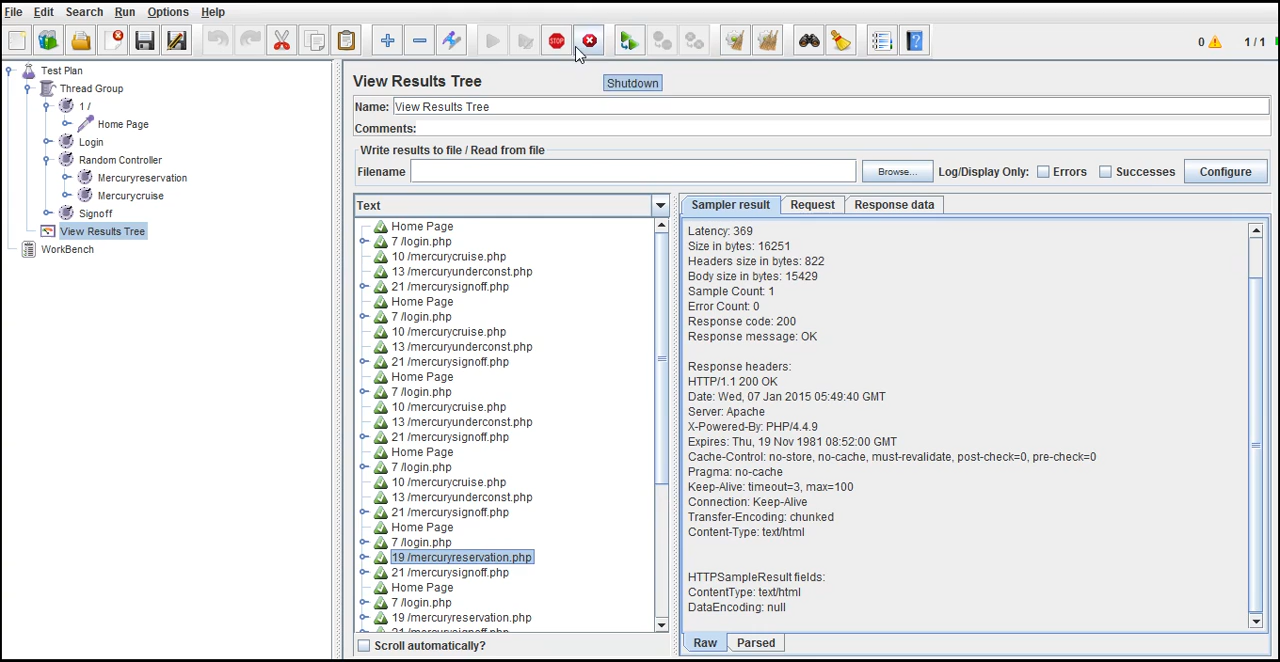 File Edit Search Run Options Help
STOP
0 1 / 1
Test Plan
Thread Group
1 /
Home Page
Login
Random Controller
Mercuryreservation
Mercurycruise
Signoff
View Results Tree
WorkBench
View Results Tree
Shutdown
Name: View Results Tree
Comments:
Write results to file / Read from file
Filename Browse... Log/Display Only: Errors Successes Configure
Text
Home Page
7 /login.php
10 /mercurycruise.php
13 /mercuryunderconst.php
21 /mercurysignoff.php
Home Page
7 /login.php
10 /mercurycruise.php
13 /mercuryunderconst.php
21 /mercurysignoff.php
Home Page
7 /login.php
10 /mercurycruise.php
13 /mercuryunderconst.php
21 /mercurysignoff.php
Home Page
7 /login.php
10 /mercurycruise.php
13 /mercuryunderconst.php
21 /mercurysignoff.php
Home Page
7 /login.php
19 /mercuryreservation.php
21 /mercurysignoff.php
Home Page
7 /login.php
19 /mercuryreservation.php
21 /mercurysignoff.php
Scroll automatically?
Sampler result Request Response data
Latency: 369
Size in bytes: 16251
Headers size in bytes: 822
Body size in bytes: 15429
Sample Count: 1
Error Count: 0
Response code: 200
Response message: OK
Response headers:
HTTP/1.1 200 OK
Date: Wed, 07 Jan 2015 05:49:40 GMT
Server: Apache
X-Powered-By: PHP/4.4.9
Expires: Thu, 19 Nov 1981 08:52:00 GMT
Cache-Control: no-store, no-cache, must-revalidate, post-check=0, pre-check=0
Pragma: no-cache
Keep-Alive: timeout=3, max=100
Connection: Keep-Alive
Transfer-Encoding: chunked
Content-Type: text/html
HTTPSampleResult fields:
ContentType: text/html
DataEncoding: null
Raw Parsed